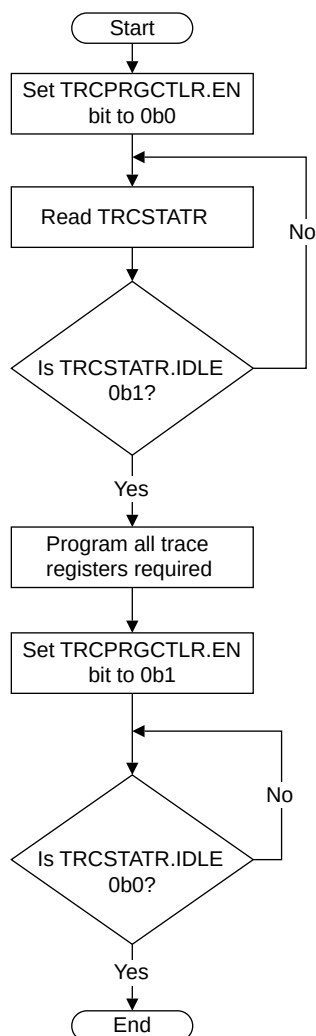 Start
Set TRCPRGCTLR.EN
bit to 0b0
Read TRCSTATR
No
Is TRCSTATR.IDLE
0b1?
Yes
Program all trace
registers required
Set TRCPRGCTLR.EN
bit to 0b1
No
Is TRCSTATR.IDLE
0b0?
Yes
End